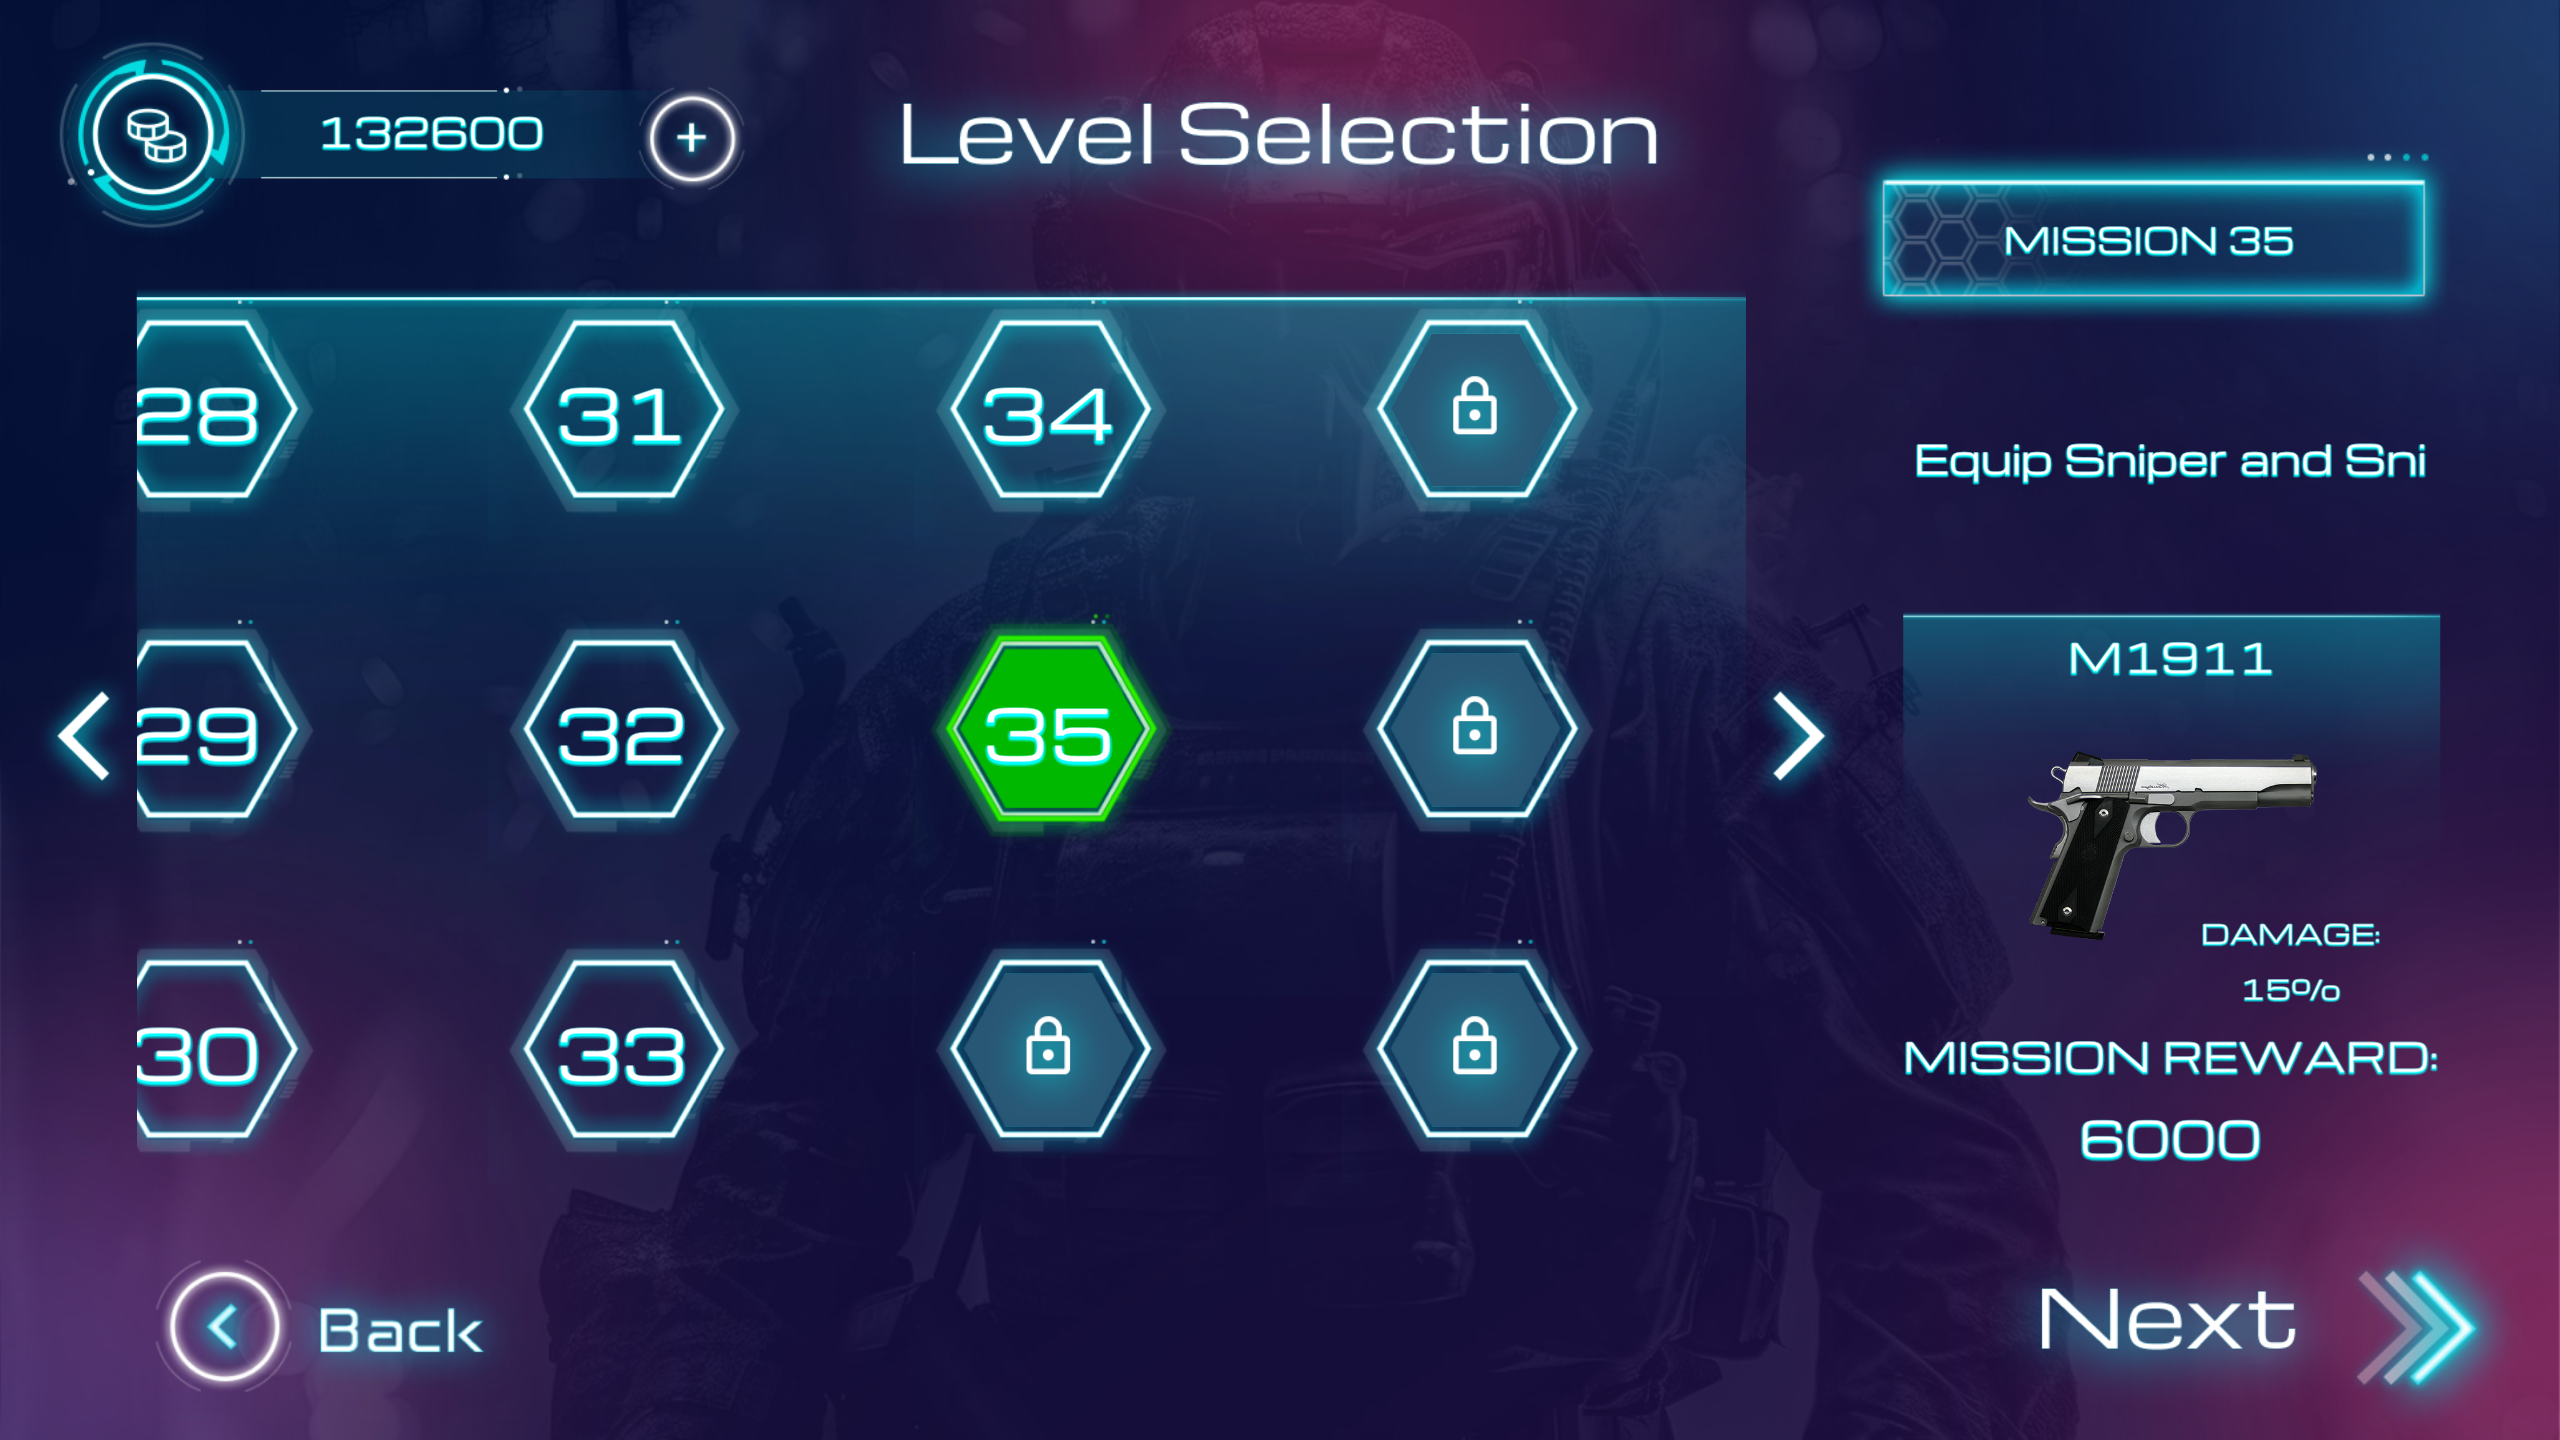 132600
+
Level Selection
MISSION 35
28
31
34
Equip Sniper and Sni
29
32
35
M1911
DAMAGE:
15%
30
33
MISSION REWARD:
6000
Back
Next